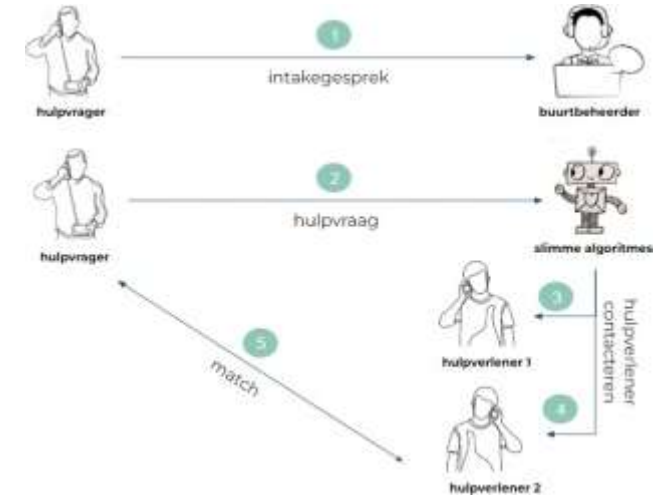 1
intakegesprek
hulpvrager
buurtbeheerder
2
hulpvraag
hulpvrager
slimme algoritmes
3
hulpverlener
contacteren
hulpverlener 1
5
match
4
hulpverlener 2